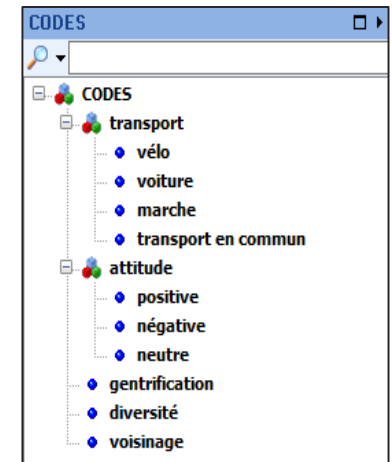 CODES
CODES
transport
vélo
voiture
marche
transport en commun
attitude
positive
négative
neutre
gentrification
diversité
voisinage